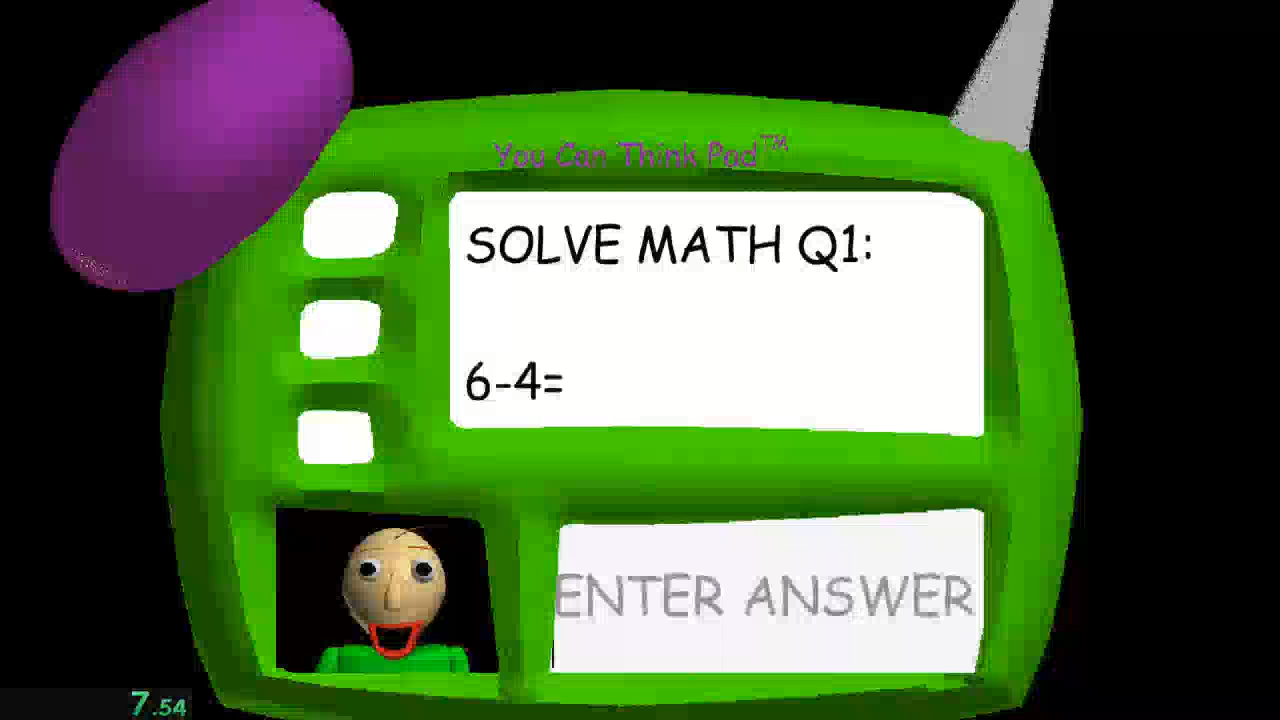 You Can Think Pad™
SOLVE MATH Q1:
6-4=
ENTER ANSWER
7.54